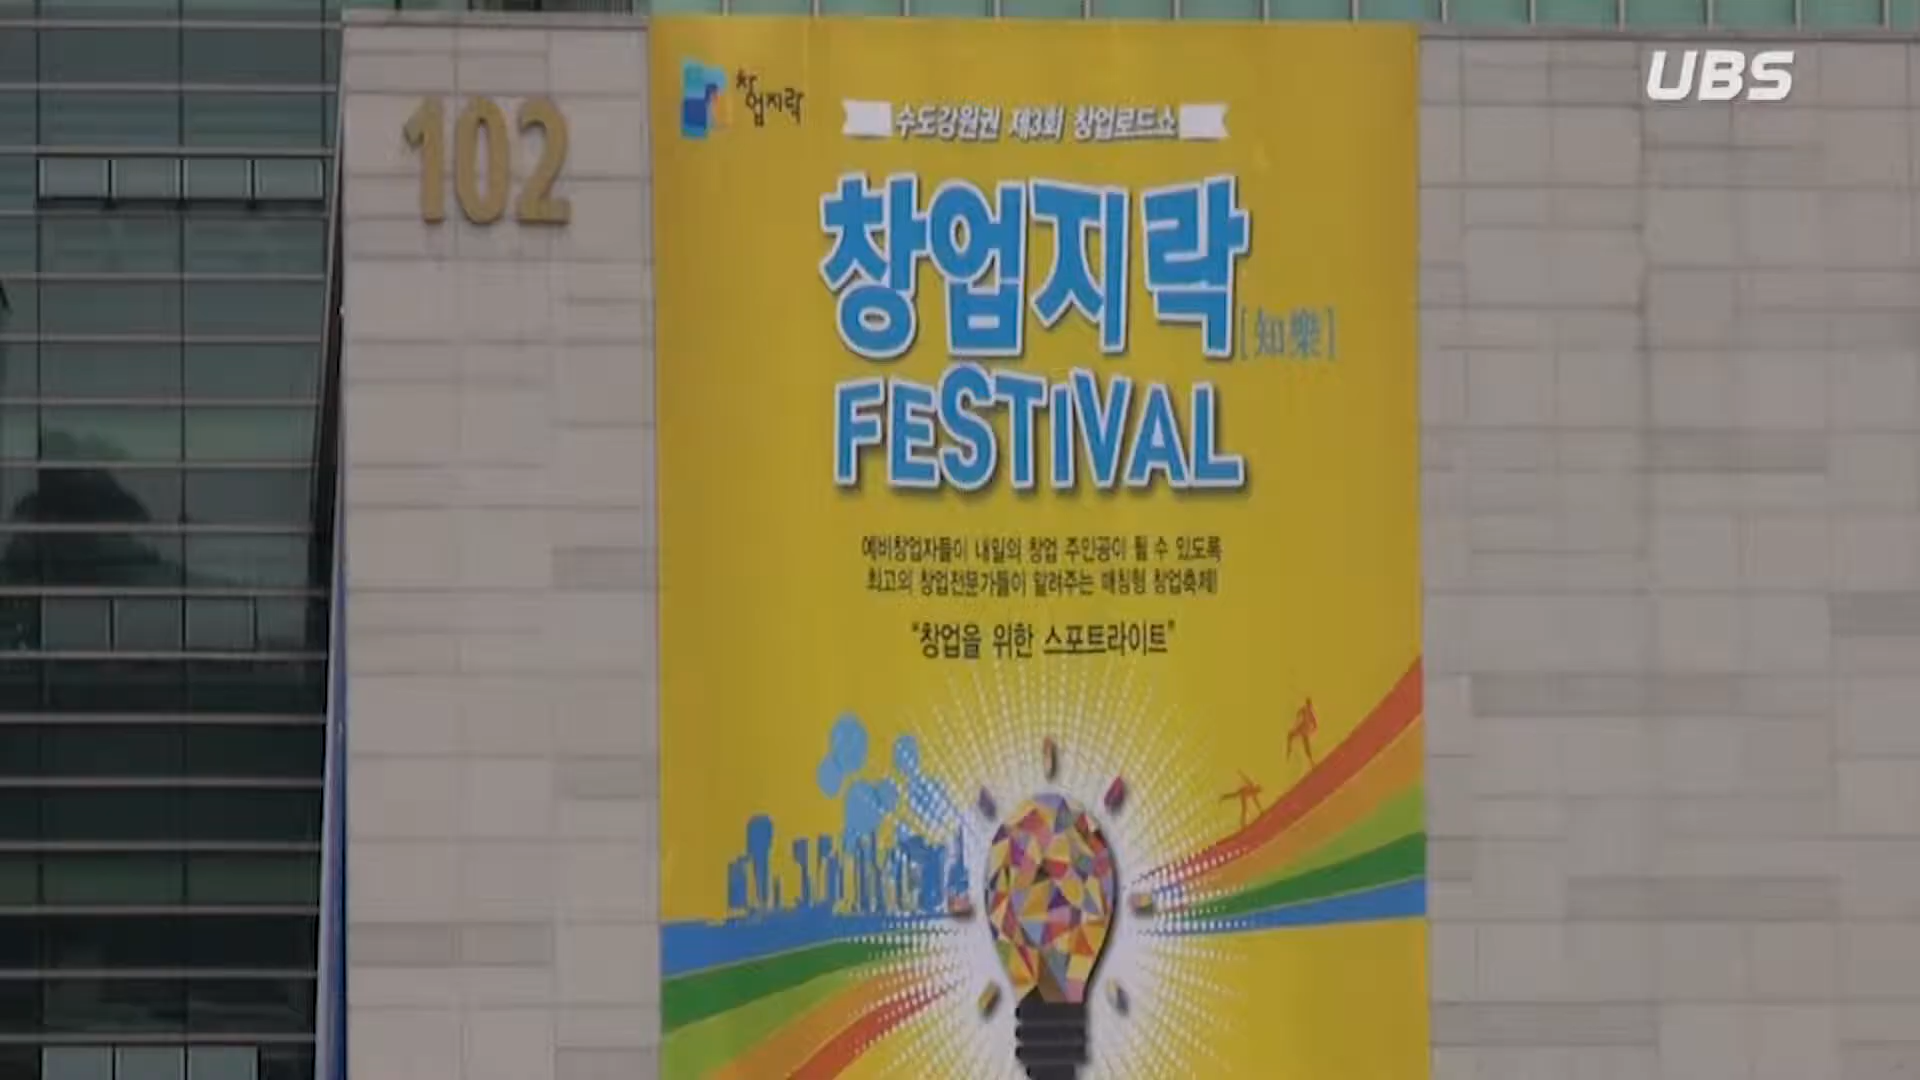 UBS
102
창업지락
수도강원권 제3회 창업로드쇼
창업지락
[知樂]
FESTIVAL
예비창업자들이 내일의 창업 주인공이 될 수 있도록
최고의 창업전문가들이 알려주는 매칭형 창업축제!
"창업을 위한 스포트라이트"